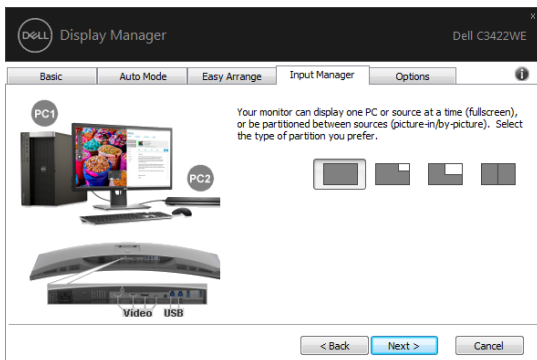 DELL Display Manager
Dell C3422WE
x
Basic
Auto Mode
Easy Arrange
Input Manager
Options
PC1
PC2
Video USB
Your monitor can display one PC or source at a time (fullscreen),
or be partitioned between sources (picture-in/by-picture). Select
the type of partition you prefer.
< Back
Next >
Cancel